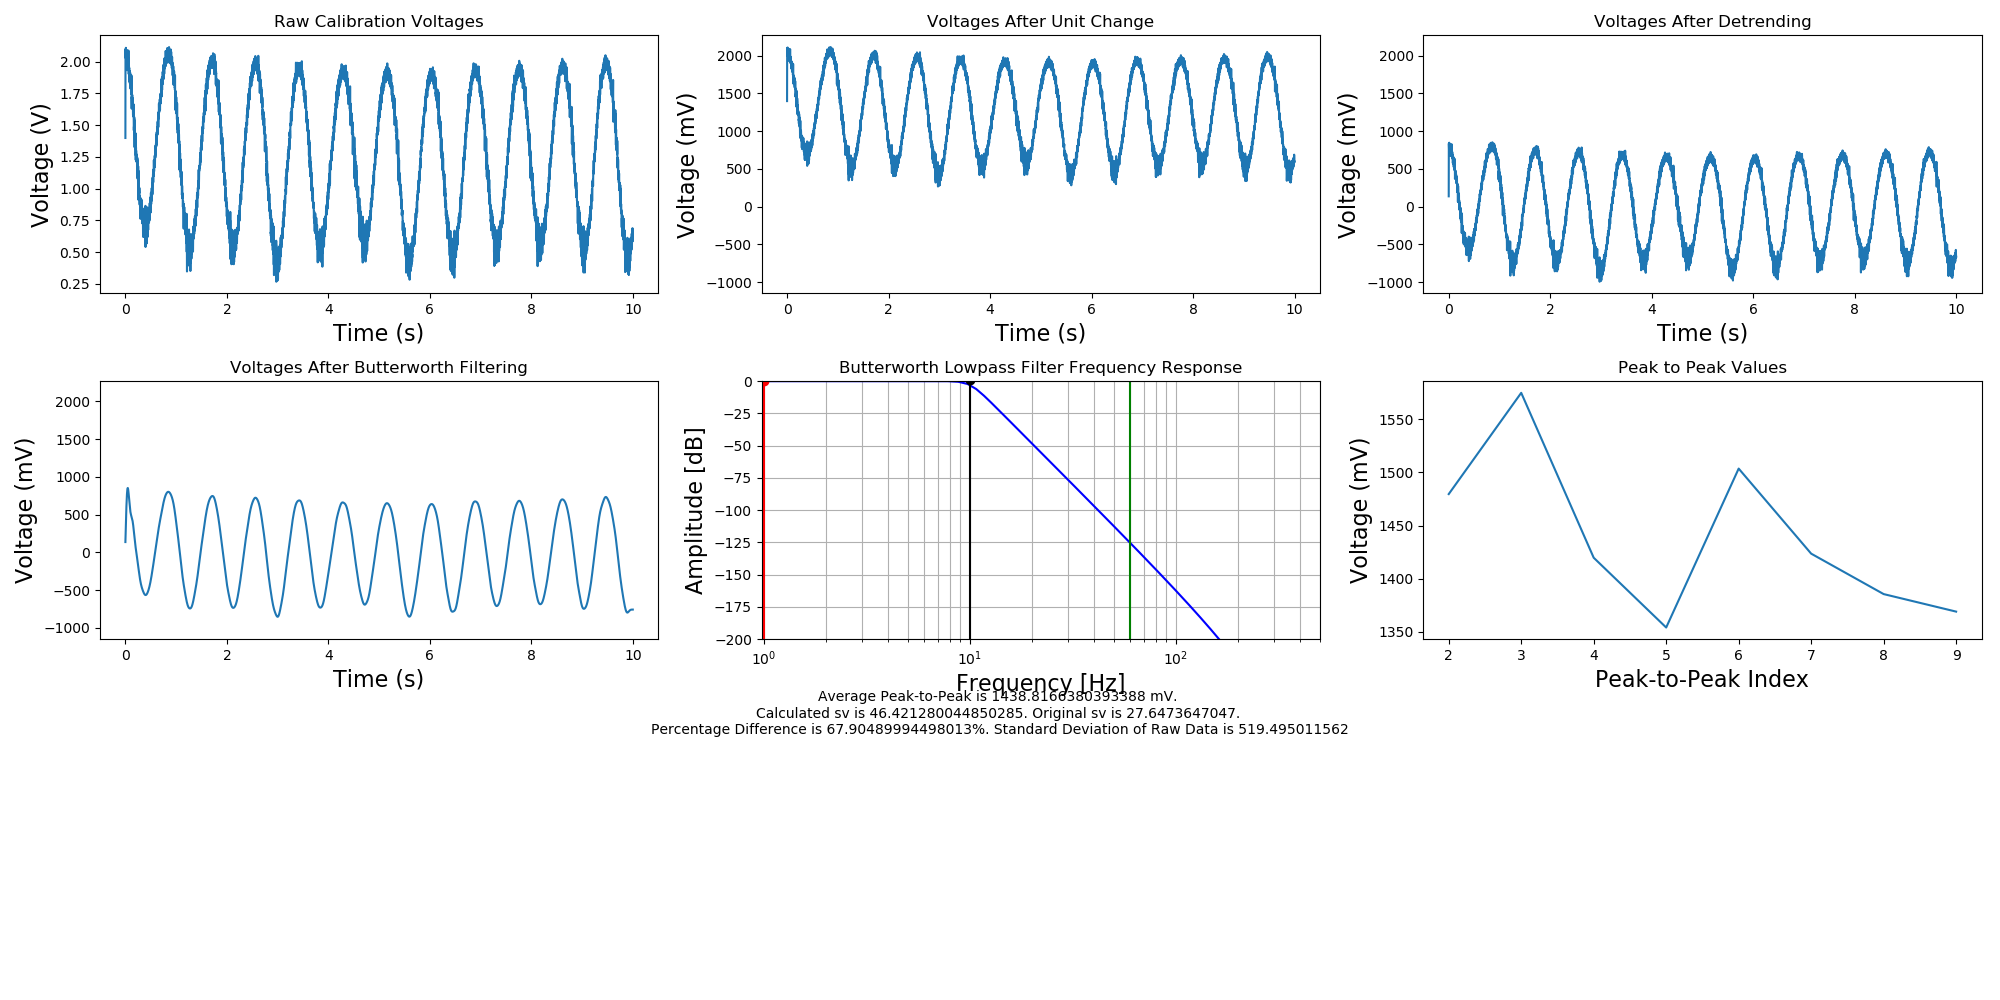 Raw Calibration Voltages
Voltage (V)
2.00
1.75
1.50
1.25
1.00
0.75
0.50
0.25
0 2 4 6 8 10
Time (s)
Voltages After Unit Change
Voltage (mV)
2000
1500
1000
500
0
−500
−1000
0 2 4 6 8 10
Time (s)
Voltages After Detrending
Voltage (mV)
2000
1500
1000
500
0
−500
−1000
0 2 4 6 8 10
Time (s)
Voltages After Butterworth Filtering
Voltage (mV)
2000
1500
1000
500
0
−500
−1000
0 2 4 6 8 10
Time (s)
Butterworth Lowpass Filter Frequency Response
Amplitude [dB]
0
−25
−50
−75
−100
−125
−150
−175
−200
10⁰ 10¹ 10²
Frequency [Hz]
Peak to Peak Values
Voltage (mV)
1550
1500
1450
1400
1350
2 3 4 5 6 7 8 9
Peak-to-Peak Index
Average Peak-to-Peak is 1438.8166380393388 mV.
Calculated sv is 46.421280044850285. Original sv is 27.6473647047.
Percentage Difference is 67.90489994498013%. Standard Deviation of Raw Data is 519.495011562